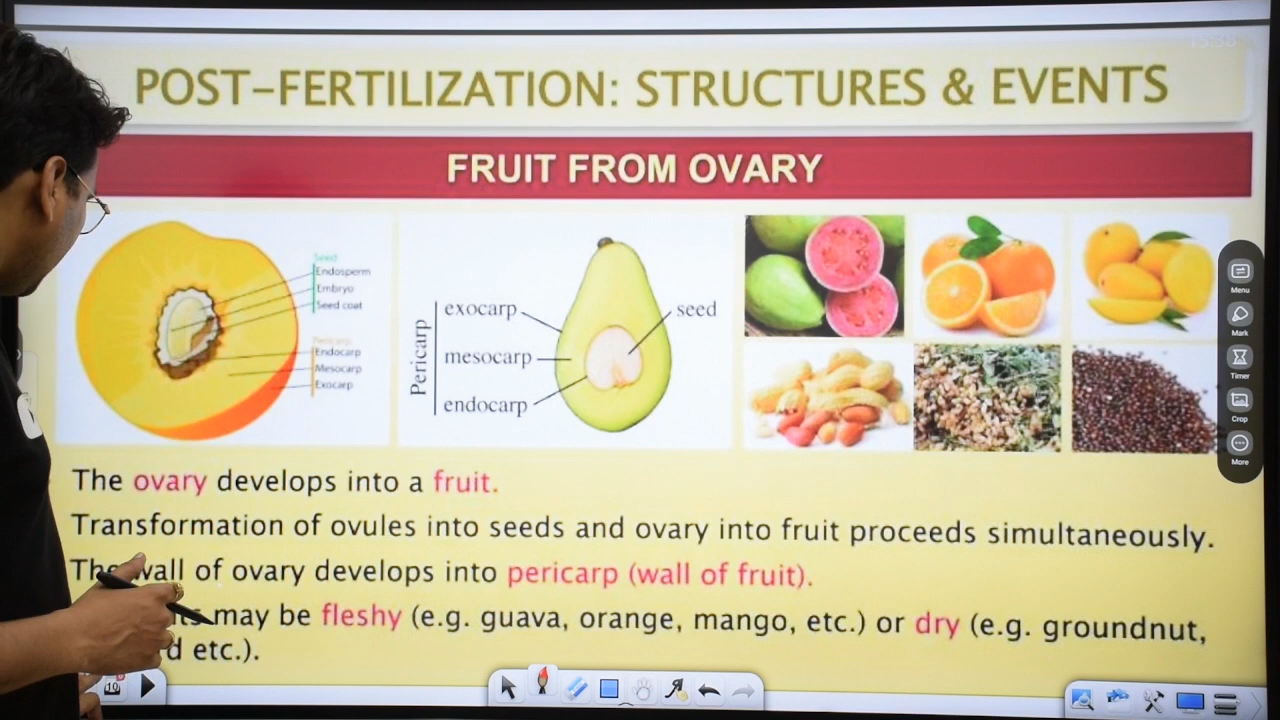 15:38
POST-FERTILIZATION: STRUCTURES & EVENTS
FRUIT FROM OVARY
Seed
Endosperm
Embryo
Seed coat
Pericarp
Endocarp
Mesocarp
Exocarp
Pericarp
exocarp
mesocarp
endocarp
seed
Menu
Mark
Timer
Crop
More
The ovary develops into a fruit.
Transformation of ovules into seeds and ovary into fruit proceeds simultaneously.
The wall of ovary develops into pericarp (wall of fruit).
may be fleshy (e.g. guava, orange, mango, etc.) or dry (e.g. groundnut,
etc.).
10